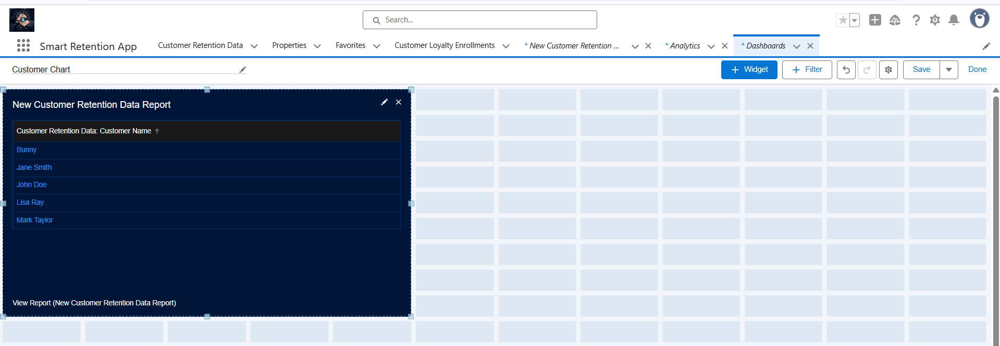 Search...
Smart Retention App
Customer Retention Data
Properties
Favorites
Customer Loyalty Enrollments
* New Customer Retention ...
* Analytics
* Dashboards
Customer Chart
Widget
Filter
Save
Done
New Customer Retention Data Report
Customer Retention Data: Customer Name ↑
Bunny
Jane Smith
John Doe
Lisa Ray
Mark Taylor
View Report (New Customer Retention Data Report)